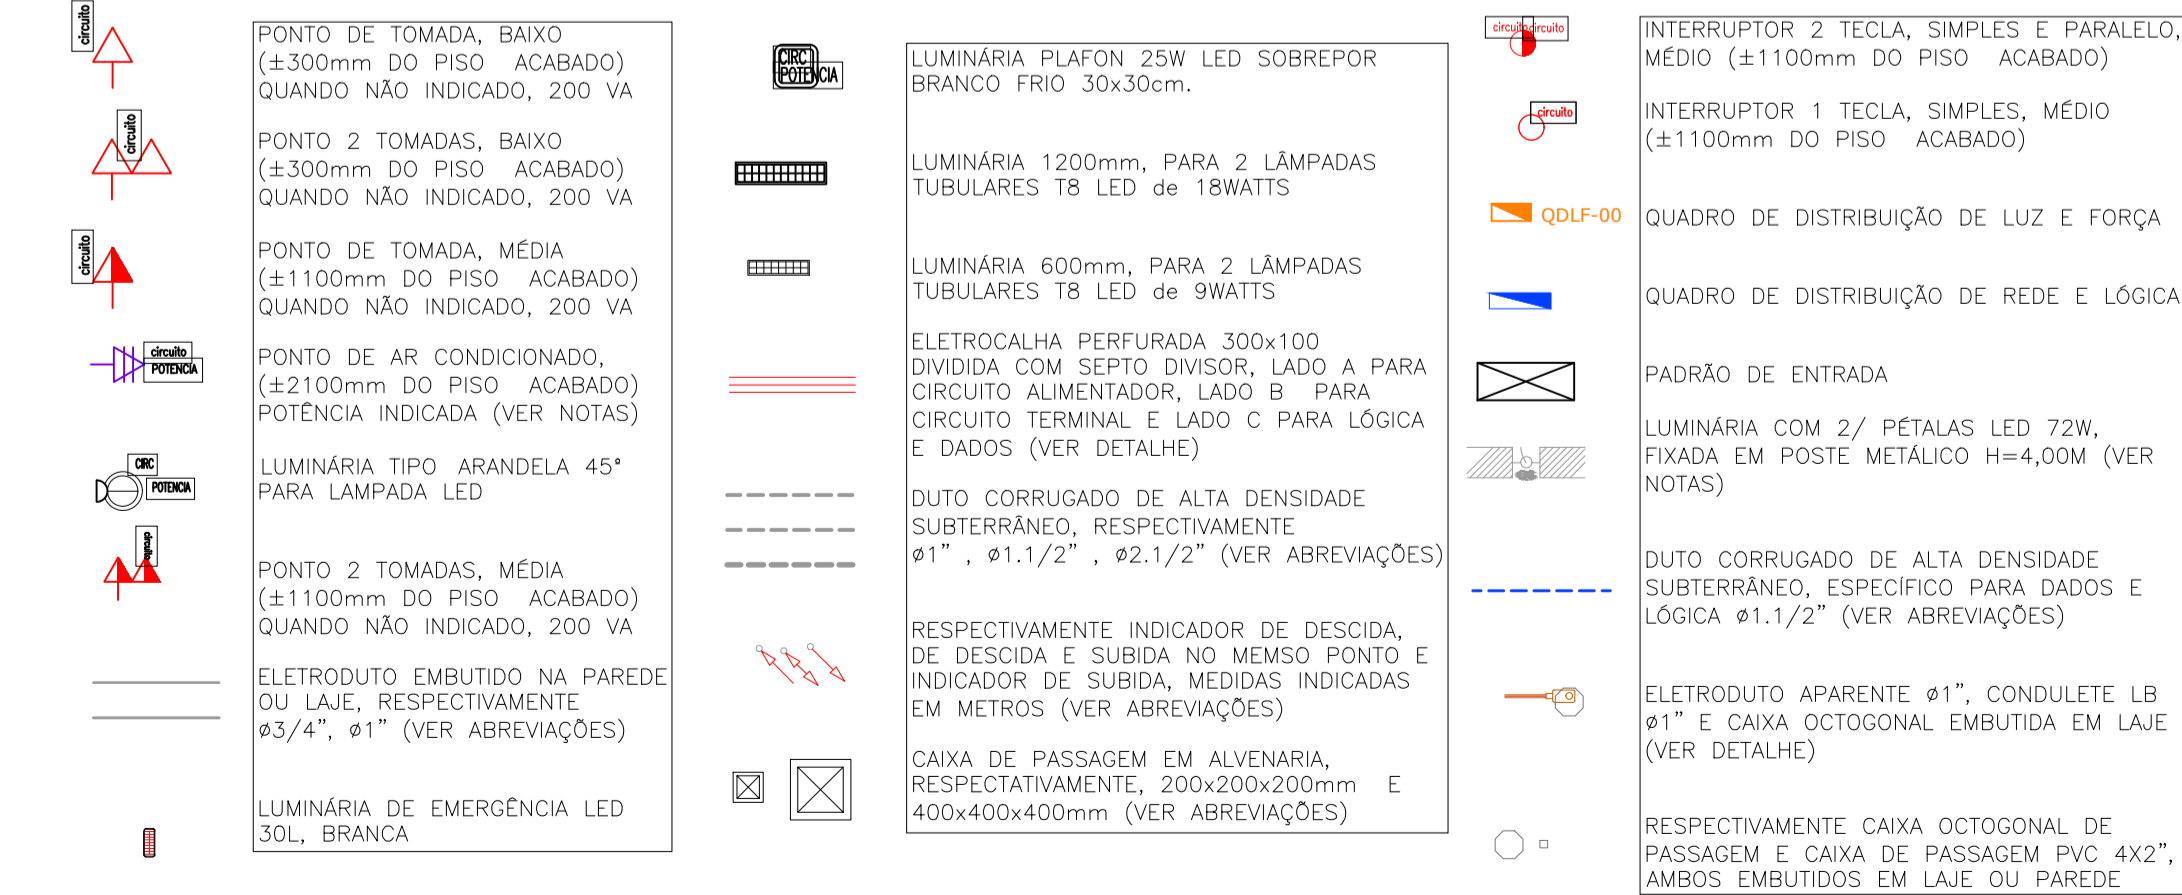 circuito
PONTO DE TOMADA, BAIXO
(±300mm DO PISO ACABADO)
QUANDO NÃO INDICADO, 200 VA
circuito
PONTO 2 TOMADAS, BAIXO
(±300mm DO PISO ACABADO)
QUANDO NÃO INDICADO, 200 VA
circuito
PONTO DE TOMADA, MÉDIA
(±1100mm DO PISO ACABADO)
QUANDO NÃO INDICADO, 200 VA
circuito
POTENCIA
PONTO DE AR CONDICIONADO,
(±2100mm DO PISO ACABADO)
POTÊNCIA INDICADA (VER NOTAS)
CIRC
POTENCIA
LUMINÁRIA TIPO ARANDELA 45ª
PARA LAMPADA LED
circuito
PONTO 2 TOMADAS, MÉDIA
(±1100mm DO PISO ACABADO)
QUANDO NÃO INDICADO, 200 VA
ELETRODUTO EMBUTIDO NA PAREDE
OU LAJE, RESPECTIVAMENTE
ø3/4”, ø1” (VER ABREVIAÇÕES)
LUMINÁRIA DE EMERGÊNCIA LED
30L, BRANCA
CIRC
POTENCIA
LUMINÁRIA PLAFON 25W LED SOBREPOR
BRANCO FRIO 30x30cm.
LUMINÁRIA 1200mm, PARA 2 LÂMPADAS
TUBULARES T8 LED de 18WATTS
LUMINÁRIA 600mm, PARA 2 LÂMPADAS
TUBULARES T8 LED de 9WATTS
ELETROCALHA PERFURADA 300x100
DIVIDIDA COM SEPTO DIVISOR, LADO A PARA
CIRCUITO ALIMENTADOR, LADO B PARA
CIRCUITO TERMINAL E LADO C PARA LÓGICA
E DADOS (VER DETALHE)
DUTO CORRUGADO DE ALTA DENSIDADE
SUBTERRÂNEO, RESPECTIVAMENTE
ø1” , ø1.1/2” , ø2.1/2” (VER ABREVIAÇÕES)
RESPECTIVAMENTE INDICADOR DE DESCIDA,
DE DESCIDA E SUBIDA NO MEMSO PONTO E
INDICADOR DE SUBIDA, MEDIDAS INDICADAS
EM METROS (VER ABREVIAÇÕES)
CAIXA DE PASSAGEM EM ALVENARIA,
RESPECTATIVAMENTE, 200x200x200mm E
400x400x400mm (VER ABREVIAÇÕES)
circuito circuito
INTERRUPTOR 2 TECLA, SIMPLES E PARALELO,
MÉDIO (±1100mm DO PISO ACABADO)
circuito
INTERRUPTOR 1 TECLA, SIMPLES, MÉDIO
(±1100mm DO PISO ACABADO)
QDLF-00
QUADRO DE DISTRIBUIÇÃO DE LUZ E FORÇA
QUADRO DE DISTRIBUIÇÃO DE REDE E LÓGICA
PADRÃO DE ENTRADA
LUMINÁRIA COM 2/ PÉTALAS LED 72W,
FIXADA EM POSTE METÁLICO H=4,00M (VER
NOTAS)
DUTO CORRUGADO DE ALTA DENSIDADE
SUBTERRÂNEO, ESPECÍFICO PARA DADOS E
LÓGICA ø1.1/2” (VER ABREVIAÇÕES)
ELETRODUTO APARENTE ø1”, CONDULETE LB
ø1” E CAIXA OCTOGONAL EMBUTIDA EM LAJE
(VER DETALHE)
RESPECTIVAMENTE CAIXA OCTOGONAL DE
PASSAGEM E CAIXA DE PASSAGEM PVC 4X2”,
AMBOS EMBUTIDOS EM LAJE OU PAREDE